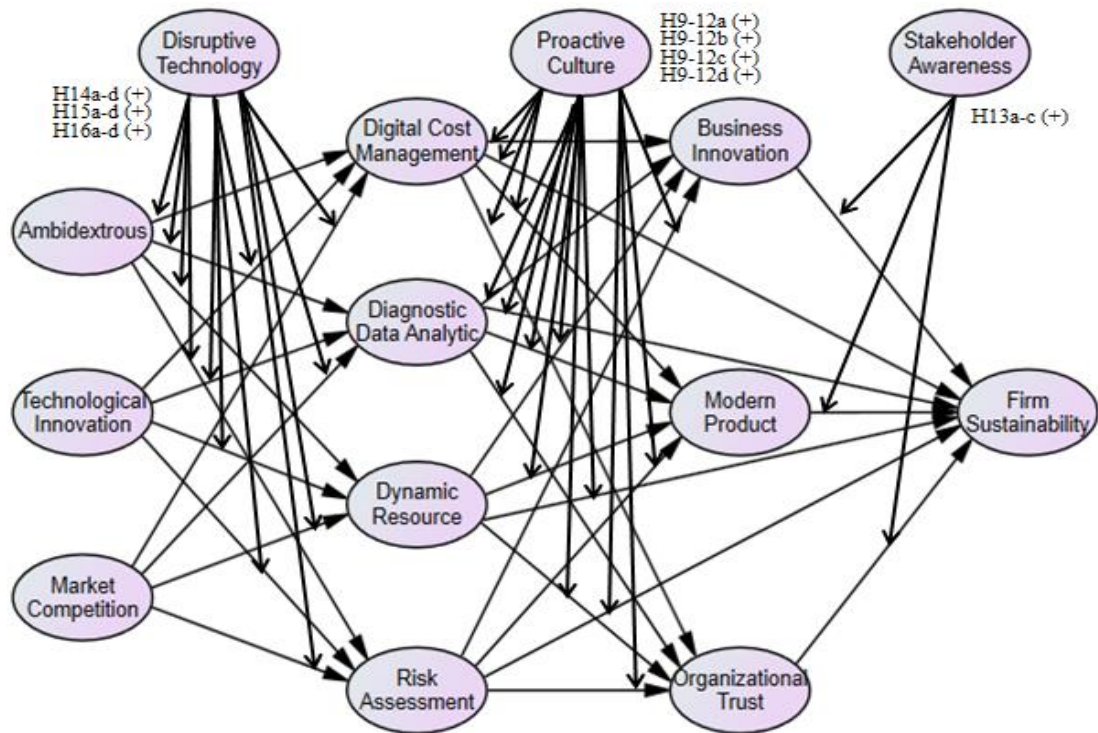 Disruptive
Technology
H14a-d (+)
H15a-d (+)
H16a-d (+)
Proactive
Culture
H9-12a (+)
H9-12b (+)
H9-12c (+)
H9-12d (+)
Stakeholder
Awareness
H13a-c (+)
Digital Cost
Management
Business
Innovation
Ambidextrous
Diagnostic
Data Analytic
Technological
Innovation
Modern
Product
Firm
Sustainability
Dynamic
Resource
Market
Competition
Risk
Assessment
Organizational
Trust